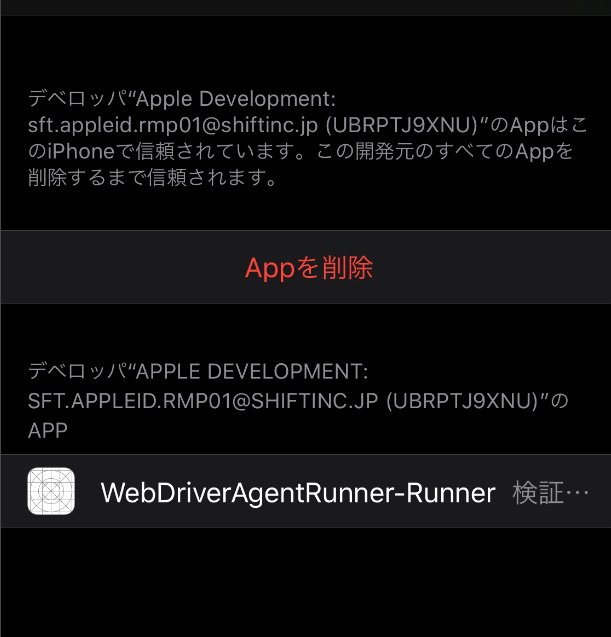 デベロッパ“Apple Development:
sft.appleid.rmp01@shiftinc.jp (UBRPTJ9XNU)”のAppはこ
のiPhoneで信頼されています。この開発元のすべてのAppを
削除するまで信頼されます。
Appを削除
デベロッパ“APPLE DEVELOPMENT:
SFT.APPLEID.RMP01@SHIFTINC.JP (UBRPTJ9XNU)”の
APP
WebDriverAgentRunner-Runner 検証…